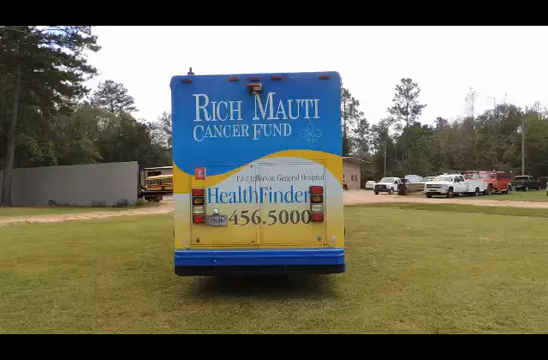 RICH MAUTI
CANCER FUND
East Jefferson General Hospital
HealthFinder
456.5000